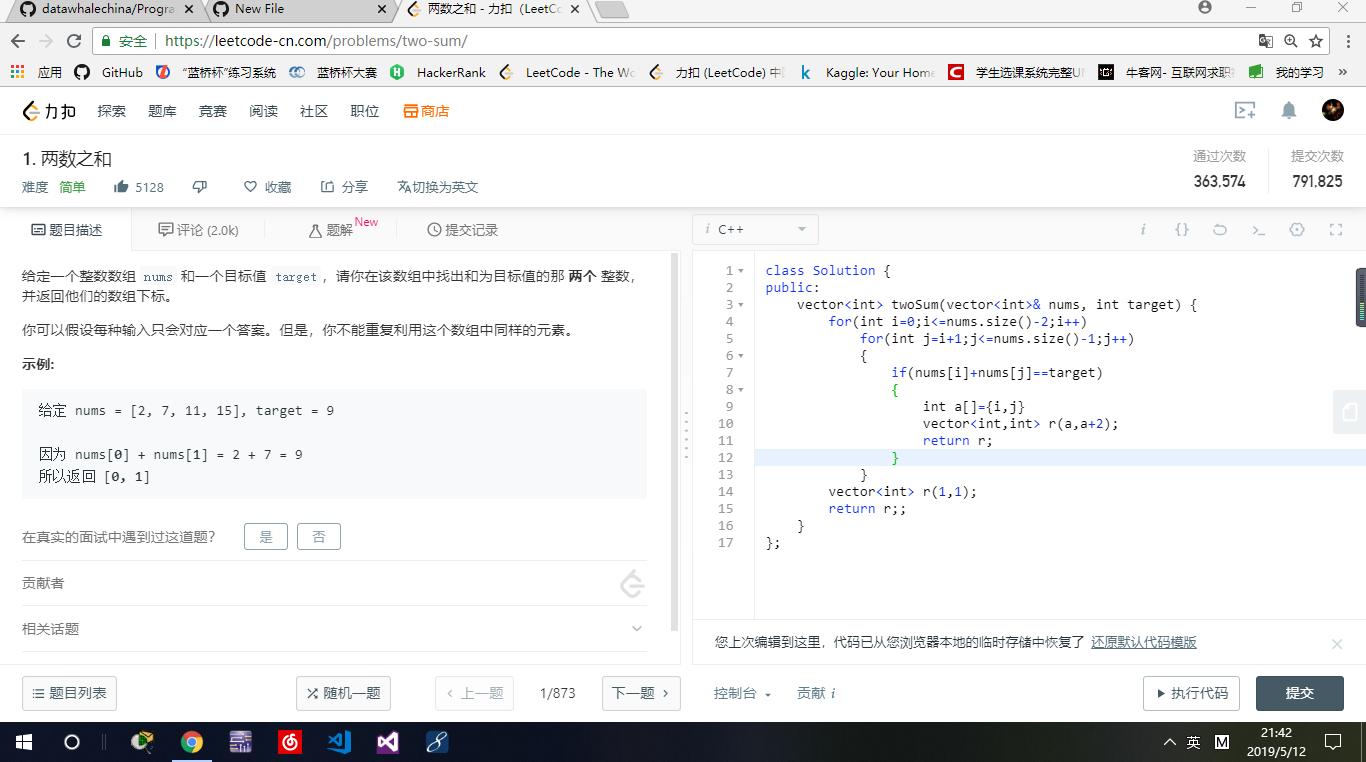 datawhalechina/Progra
New File
两数之和 - 力扣（LeetCo
安全 https://leetcode-cn.com/problems/two-sum/
应用 GitHub “蓝桥杯”练习系统 蓝桥杯大赛 HackerRank LeetCode - The Wo 力扣 (LeetCode) 中 Kaggle: Your Home 学生选课系统完整UM 牛客网- 互联网求职 我的学习 »
力扣 探索 题库 竞赛 阅读 社区 职位 商店
1. 两数之和
通过次数 提交次数
363,574 791,825
难度 简单 5128 收藏 分享 切换为英文
题目描述 评论 (2.0k) 题解 New 提交记录
i C++
给定一个整数数组 nums 和一个目标值 target，请你在该数组中找出和为目标值的那 两个 整数，
并返回他们的数组下标。
你可以假设每种输入只会对应一个答案。但是，你不能重复利用这个数组中同样的元素。
示例:
给定 nums = [2, 7, 11, 15], target = 9
因为 nums[0] + nums[1] = 2 + 7 = 9
所以返回 [0, 1]
在真实的面试中遇到过这道题？ 是 否
贡献者
相关话题
题目列表 随机一题 上一题 1/873 下一题
1 class Solution {
2 public:
3 vector<int> twoSum(vector<int>& nums, int target) {
4 for(int i=0;i<=nums.size()-2;i++)
5 for(int j=i+1;j<=nums.size()-1;j++)
6 {
7 if(nums[i]+nums[j]==target)
8 {
9 int a[]={i,j}
10 vector<int,int> r(a,a+2);
11 return r;
12 }
13 }
14 vector<int> r(1,1);
15 return r;;
16 }
17 };
您上次编辑到这里，代码已从您浏览器本地的临时存储中恢复了 还原默认代码模版
控制台 贡献 i 执行代码 提交
英 M 21:42
2019/5/12